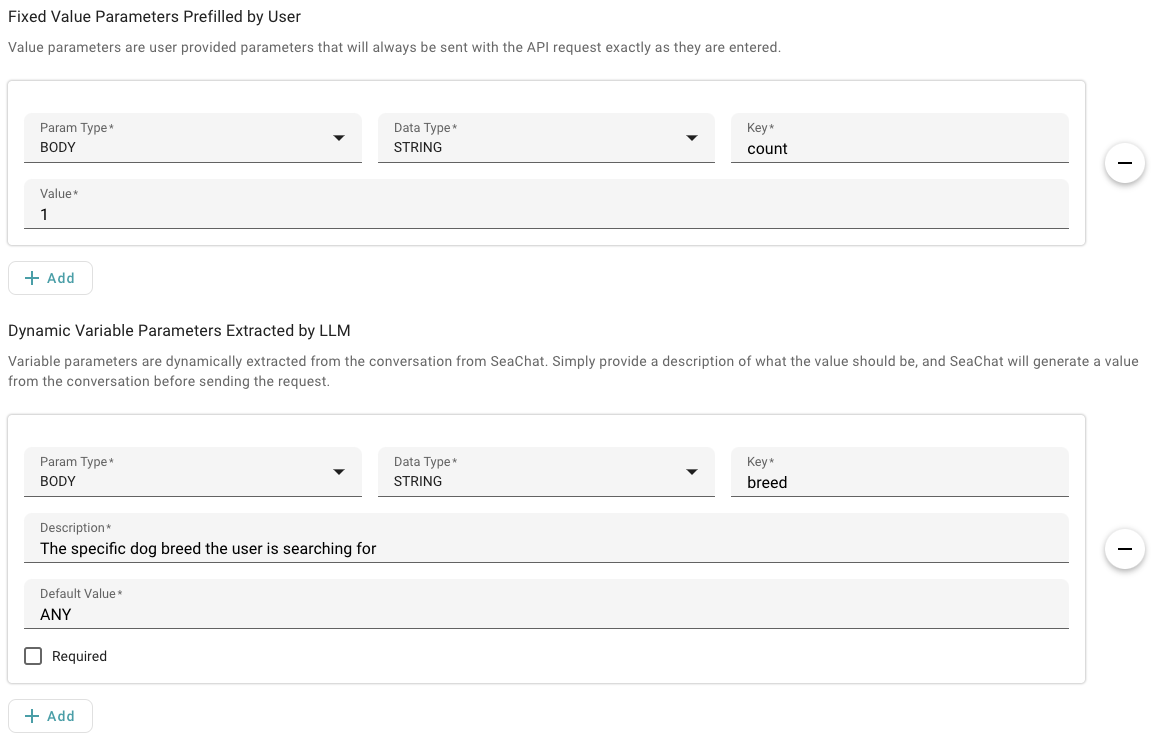 Fixed Value Parameters Prefilled by User
Value parameters are user provided parameters that will always be sent with the API request exactly as they are entered.
Param Type*
BODY
Data Type*
STRING
Key*
count
Value*
1
+ Add
Dynamic Variable Parameters Extracted by LLM
Variable parameters are dynamically extracted from the conversation from SeaChat. Simply provide a description of what the value should be, and SeaChat will generate a value
from the conversation before sending the request.
Param Type*
BODY
Data Type*
STRING
Key*
breed
Description*
The specific dog breed the user is searching for
Default Value*
ANY
Required
+ Add